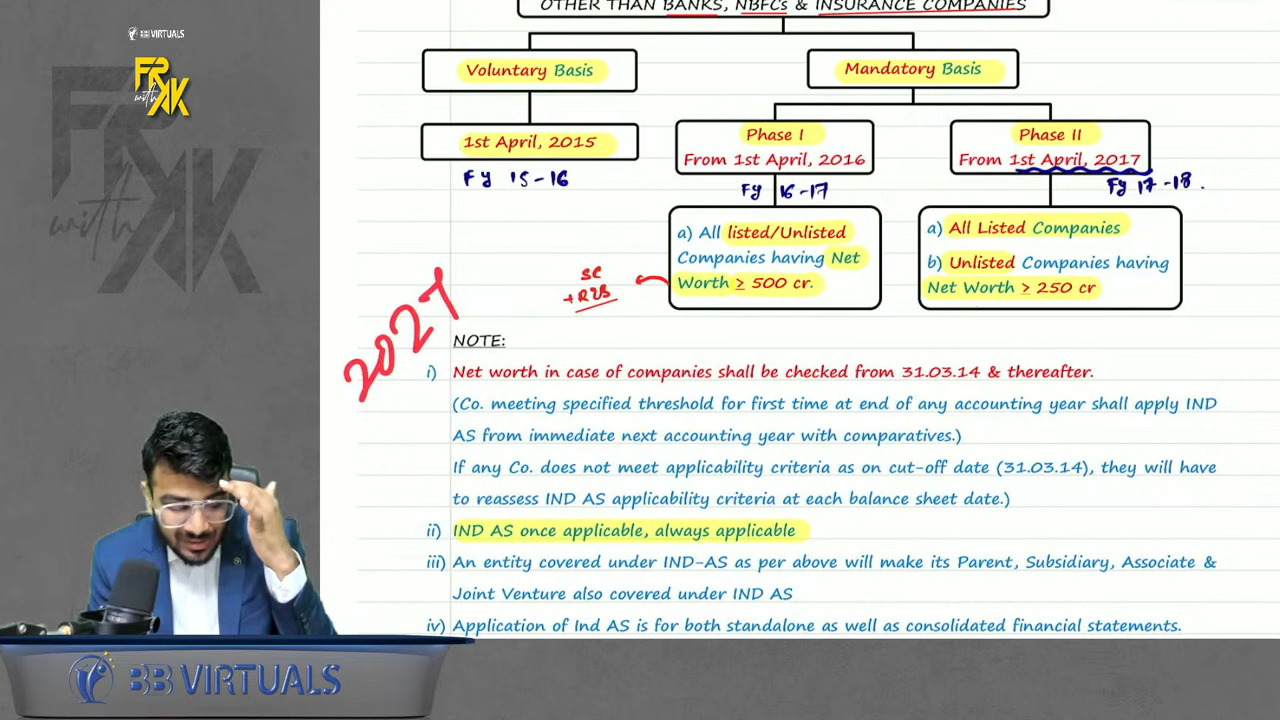 OTHER THAN BANKS, NBFCs & INSURANCE COMPANIES
BB VIRTUALS
FR
with
AK
FR
with
AK
Voluntary Basis
Mandatory Basis
1st April, 2015
Phase I
From 1st April, 2016
Phase II
From 1st April, 2017
FY 15-16
FY 16-17
FY 17-18.
a) All listed/Unlisted
Companies having Net
Worth ≥ 500 cr.
a) All Listed Companies
b) Unlisted Companies having
Net Worth ≥ 250 cr
SC
+ R&S
NOTE:
i) Net worth in case of companies shall be checked from 31.03.14 & thereafter.
(Co. meeting specified threshold for first time at end of any accounting year shall apply IND
AS from immediate next accounting year with comparatives.)
If any Co. does not meet applicability criteria as on cut-off date (31.03.14), they will have
to reassess IND AS applicability criteria at each balance sheet date.)
ii) IND AS once applicable, always applicable
iii) An entity covered under IND-AS as per above will make its Parent, Subsidiary, Associate &
Joint Venture also covered under IND AS
iv) Application of Ind AS is for both standalone as well as consolidated financial statements.
BB VIRTUALS